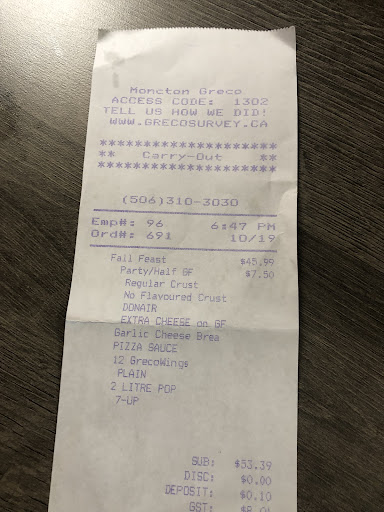 Moncton Greco
ACCESS CODE: 1302
TELL US HOW WE DID!
WWW.GRECOSURVEY.CA
********************
** Carry-Out **
********************
(506)310-3030
Emp#: 96 6:47 PM
Ord#: 691 10/19
Fall Feast $45.99
Party/Half GF $7.50
Regular Crust
No Flavoured Crust
DONAIR
EXTRA CHEESE on GF
Garlic Cheese Brea
PIZZA SAUCE
12 GrecoWings
PLAIN
2 LITRE POP
7-UP
SUB: $53.39
DISC: $0.00
DEPOSIT: $0.10
GST: